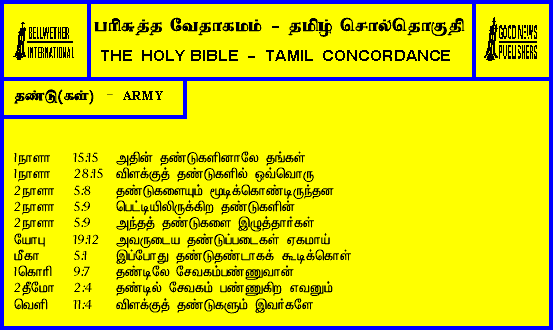 BELLWETHER INTERNATIONAL
பரிசுத்த வேதாகமம் - தமிழ் சொல்தொகுதி
THE HOLY BIBLE - TAMIL CONCORDANCE
GOOD NEWS PUBLISHERS
தண்டு(கள்) - ARMY
1நாளா 15:15 அதின் தண்டுகளினாலே தங்கள்
1நாளா 28:15 விளக்குத் தண்டுகளில் ஒவ்வொரு
2நாளா 5:8 தண்டுகளையும் மூடிக்கொண்டிருந்தன
2நாளா 5:9 பெட்டியிலிருக்கிற தண்டுகளின்
2நாளா 5:9 அந்தத் தண்டுகளை இழுத்தார்கள்
யோபு 19:12 அவருடைய தண்டுப்படைகள் ஏகமாய்
மீகா 5:1 இப்போது தண்டுதண்டாகக் கூடிக்கொள்
1கொரி 9:7 தண்டிலே சேவகம்பண்ணுவான்
2தீமோ 2:4 தண்டில் சேவகம் பண்ணுகிற எவனும்
வெளி 11:4 விளக்குத் தண்டுகளும் இவர்களே